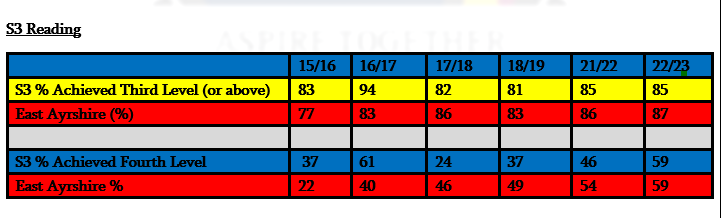 ASPIRE TOGETHER
S3 Reading
15/16 16/17 17/18 18/19 21/22 22/23
S3 % Achieved Third Level (or above) 83 94 82 81 85 85
East Ayrshire (%) 77 83 86 83 86 87
S3 % Achieved Fourth Level 37 61 24 37 46 59
East Ayrshire % 22 40 46 49 54 59